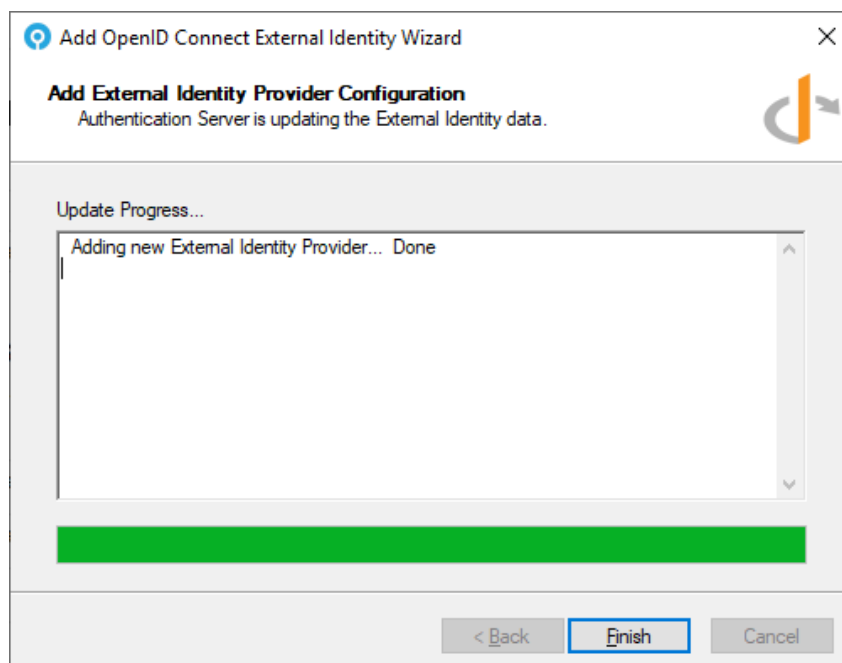 Add OpenID Connect External Identity Wizard
Add External Identity Provider Configuration
Authentication Server is updating the External Identity data.
Update Progress...
Adding new External Identity Provider... Done
< Back
Finish
Cancel